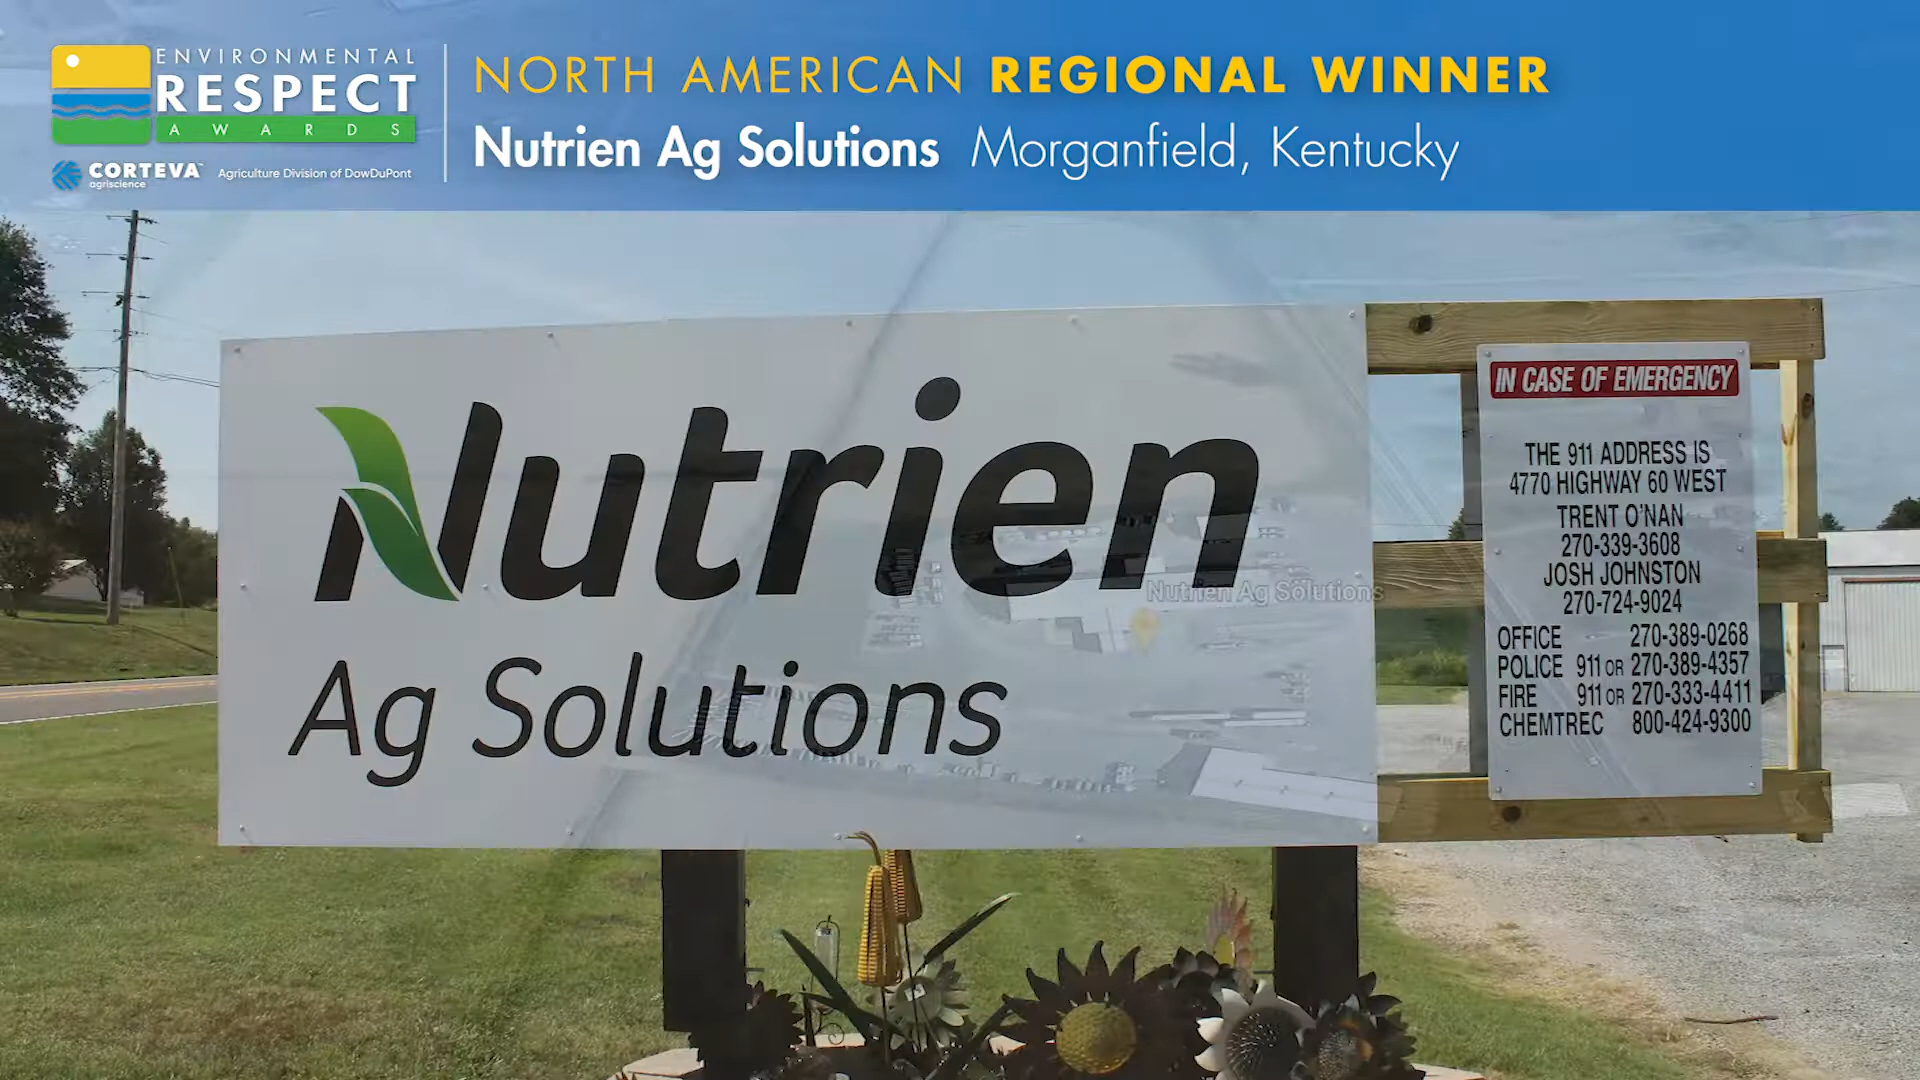 ENVIRONMENTAL
RESPECT
AWARDS
CORTEVA™
agriscience
Agriculture Division of DowDuPont
NORTH AMERICAN REGIONAL WINNER
Nutrien Ag Solutions Morganfield, Kentucky
Nutrien
Ag Solutions
Nutrien Ag Solutions
IN CASE OF EMERGENCY
THE 911 ADDRESS IS
4770 HIGHWAY 60 WEST
TRENT O'NAN
270-339-3608
JOSH JOHNSTON
270-724-9024
OFFICE 270-389-0268
POLICE 911 OR 270-389-4357
FIRE 911 OR 270-333-4411
CHEMTREC 800-424-9300